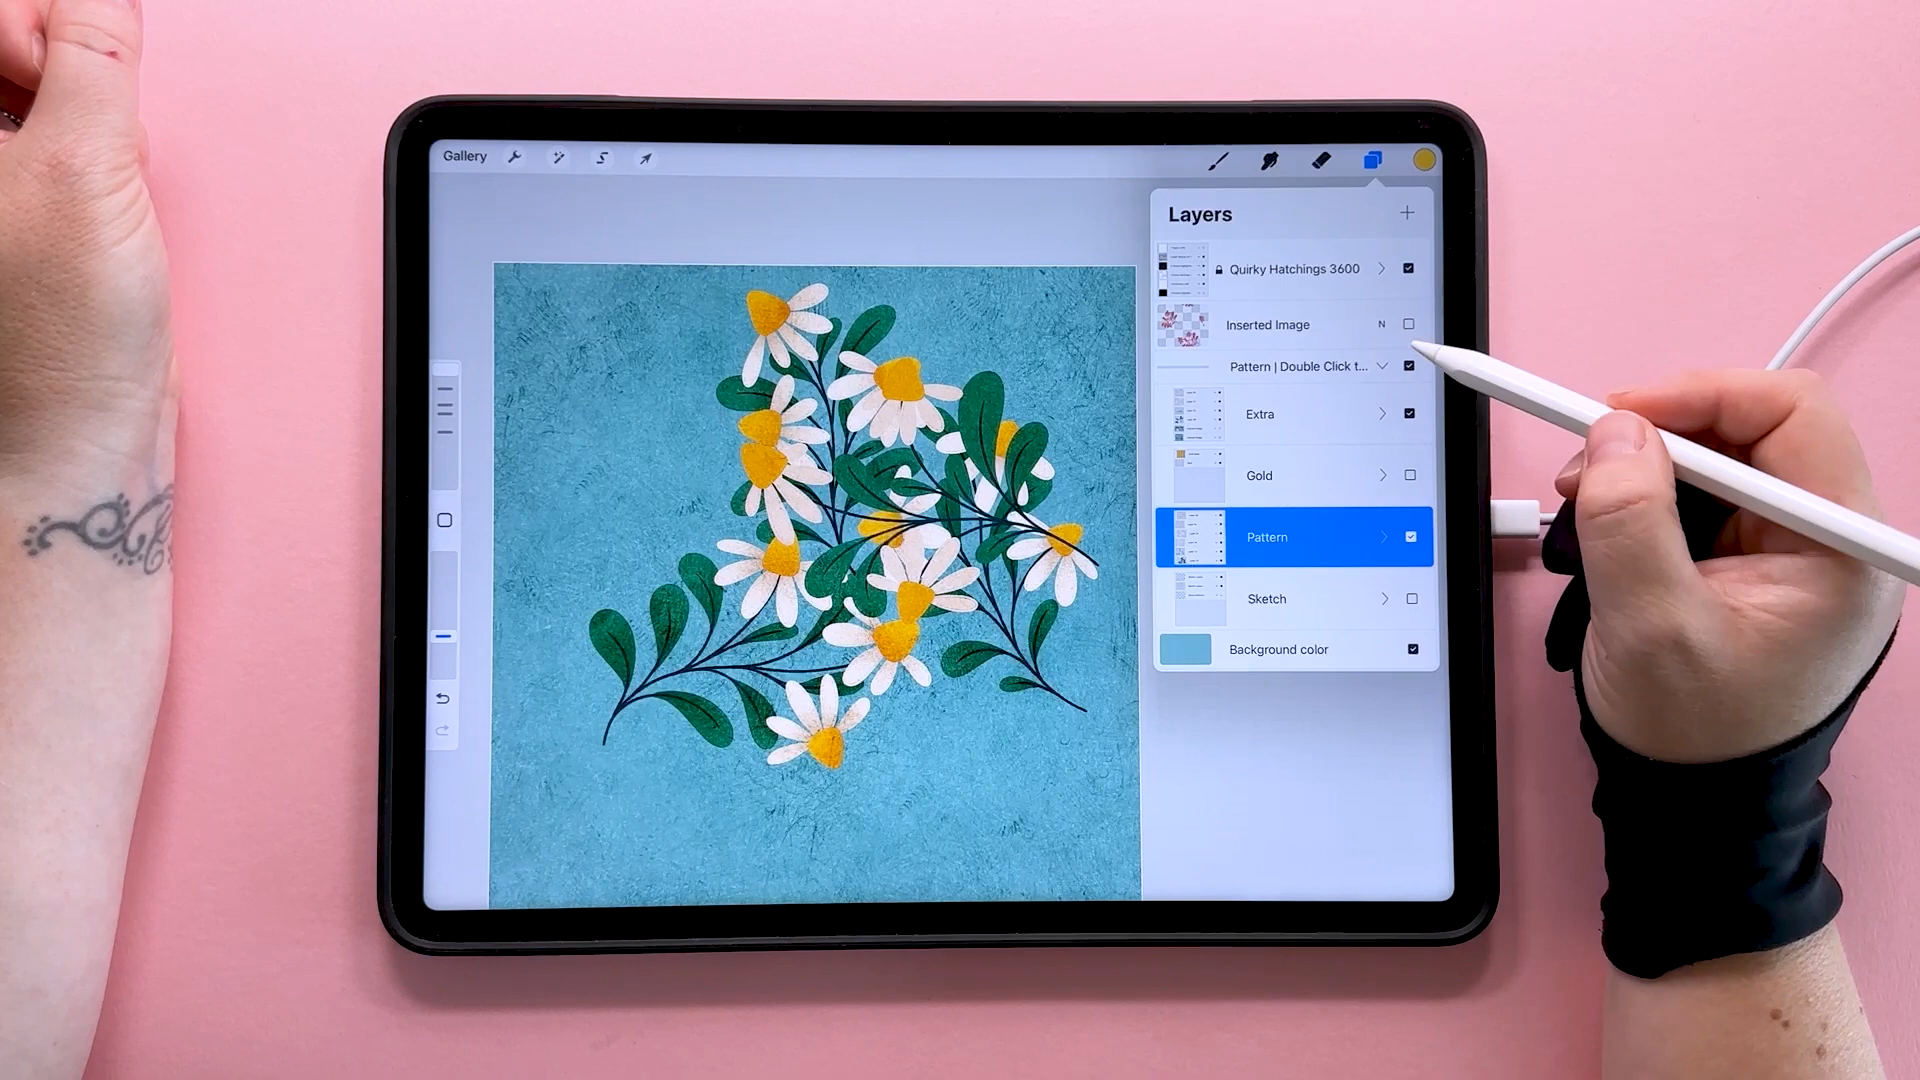 Gallery
Layers
Quirky Hatchings 3600
Inserted Image N
Pattern | Double Click t...
Extra
Gold
Pattern
Sketch
Background color